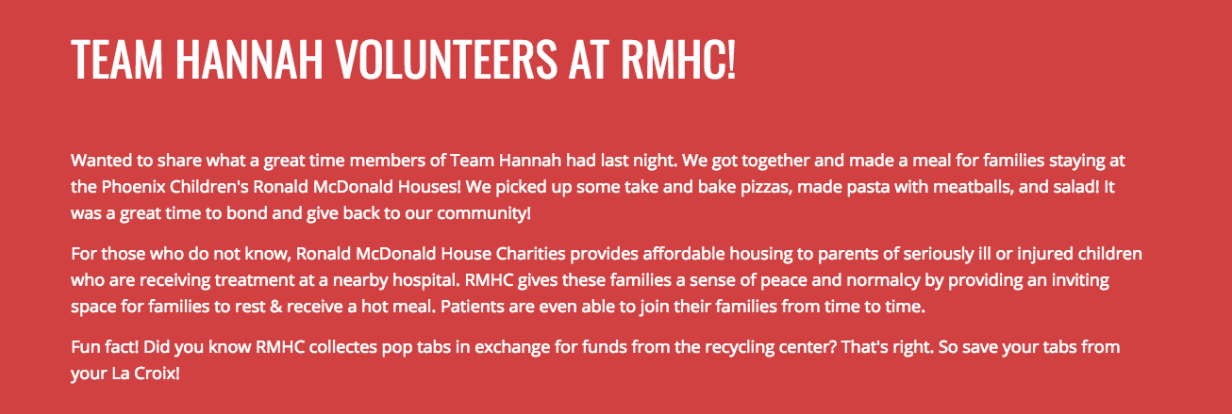 TEAM HANNAH VOLUNTEERS AT RMHC!
Wanted to share what a great time members of Team Hannah had last night. We got together and made a meal for families staying at
the Phoenix Children's Ronald McDonald Houses! We picked up some take and bake pizzas, made pasta with meatballs, and salad! It
was a great time to bond and give back to our community!
For those who do not know, Ronald McDonald House Charities provides affordable housing to parents of seriously ill or injured children
who are receiving treatment at a nearby hospital. RMHC gives these families a sense of peace and normalcy by providing an inviting
space for families to rest & receive a hot meal. Patients are even able to join their families from time to time.
Fun fact! Did you know RMHC collectes pop tabs in exchange for funds from the recycling center? That's right. So save your tabs from
your La Croix!